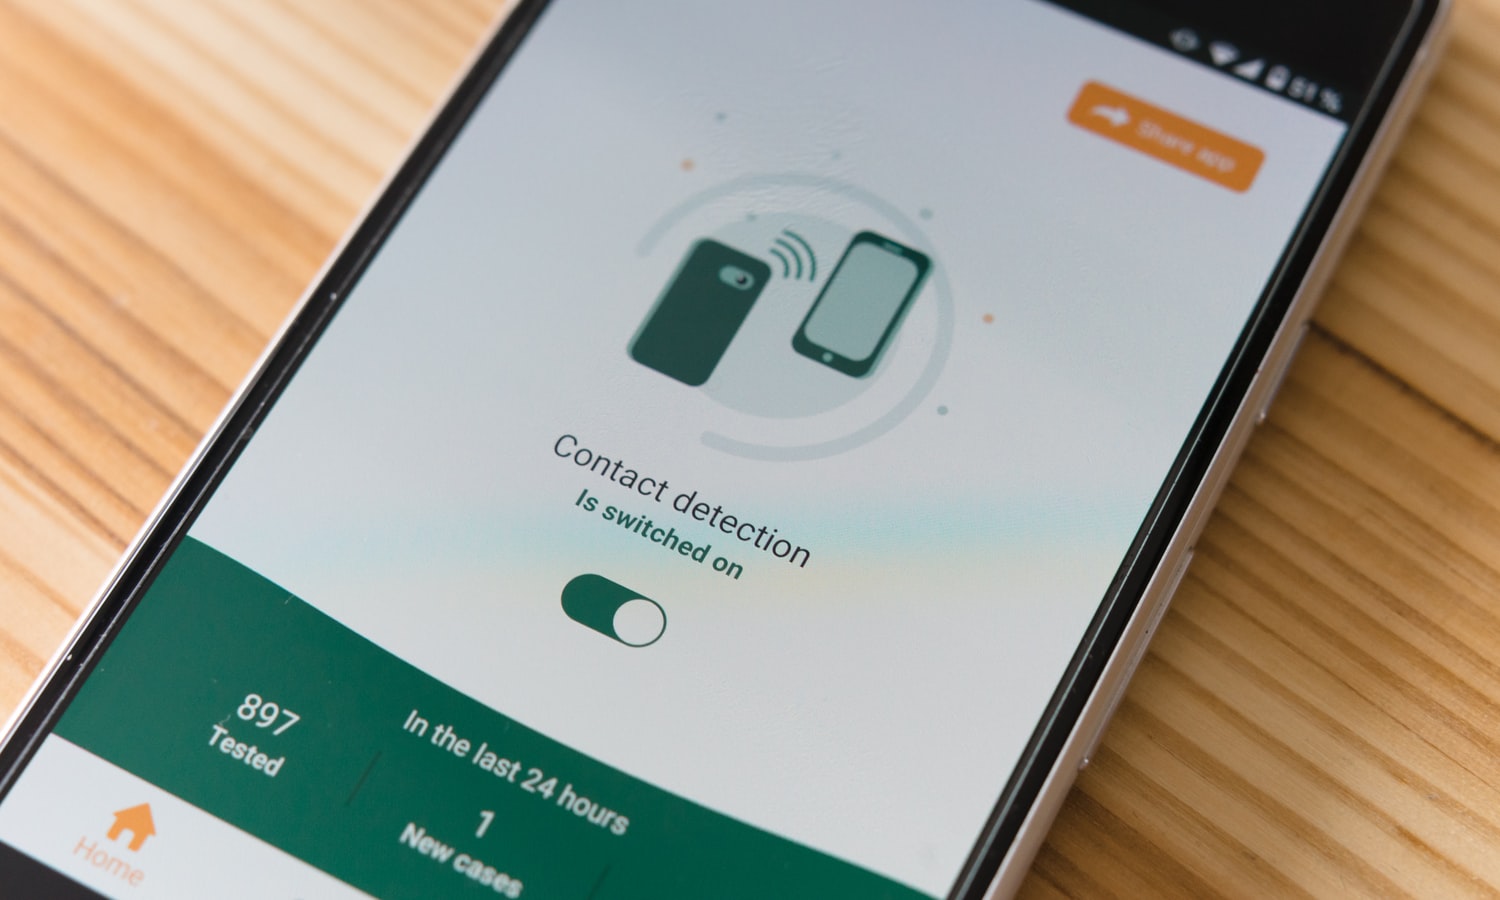 51 %
Share app
Contact detection
Is switched on
In the last 24 hours
897
Tested
1
New cases
Home